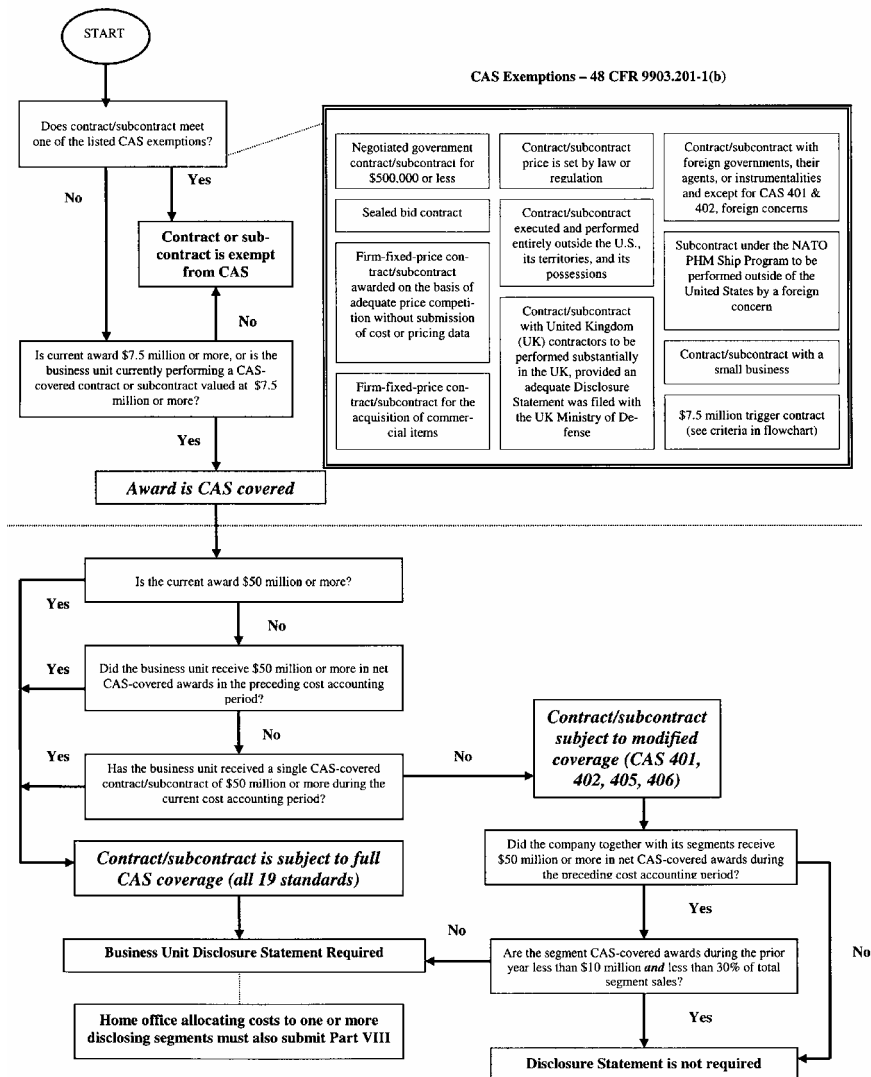 START
CAS Exemptions – 48 CFR 9903.201-1(b)
Does contract/subcontract meet
one of the listed CAS exemptions?
No
Yes
Contract or sub-
contract is exempt
from CAS
No
Is current award $7.5 million or more, or is the
business unit currently performing a CAS-
covered contract or subcontract valued at $7.5
million or more?
Yes
Award is CAS covered
Negotiated government
contract/subcontract for
$500,000 or less
Sealed bid contract
Firm-fixed-price con-
tract/subcontract
awarded on the basis of
adequate price competi-
tion without submission
of cost or pricing data
Firm-fixed-price con-
tract/subcontract for the
acquisition of commer-
cial items
Contract/subcontract
price is set by law or
regulation
Contract/subcontract
executed and performed
entirely outside the U.S.,
its territories, and its
possessions
Contract/subcontract
with United Kingdom
(UK) contractors to be
performed substantially
in the UK, provided an
adequate Disclosure
Statement was filed with
the UK Ministry of De-
fense
Contract/subcontract with
foreign governments, their
agents, or instrumentalities
and except for CAS 401 &
402, foreign concerns
Subcontract under the NATO
PHM Ship Program to be
performed outside of the
United States by a foreign
concern
Contract/subcontract with a
small business
$7.5 million trigger contract
(see criteria in flowchart)
Is the current award $50 million or more?
Yes
No
Did the business unit receive $50 million or more in net
CAS-covered awards in the preceding cost accounting
period?
Yes
No
Has the business unit received a single CAS-covered
contract/subcontract of $50 million or more during the
current cost accounting period?
Yes
No
Contract/subcontract
subject to modified
coverage (CAS 401,
402, 405, 406)
Contract/subcontract is subject to full
CAS coverage (all 19 standards)
Did the company together with its segments receive
$50 million or more in net CAS-covered awards during
the preceding cost accounting period?
Yes
No
Business Unit Disclosure Statement Required
No
Are the segment CAS-covered awards during the prior
year less than $10 million and less than 30% of total
segment sales?
Yes
Home office allocating costs to one or more
disclosing segments must also submit Part VIII
Disclosure Statement is not required